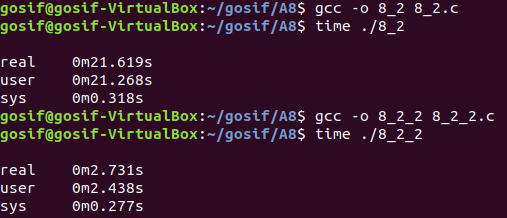 gosif@gosif-VirtualBox:~/gosif/A8$ gcc -o 8_2 8_2.c
gosif@gosif-VirtualBox:~/gosif/A8$ time ./8_2

real    0m21.619s
user    0m21.268s
sys     0m0.318s
gosif@gosif-VirtualBox:~/gosif/A8$ gcc -o 8_2_2 8_2_2.c
gosif@gosif-VirtualBox:~/gosif/A8$ time ./8_2_2

real    0m2.731s
user    0m2.438s
sys     0m0.277s